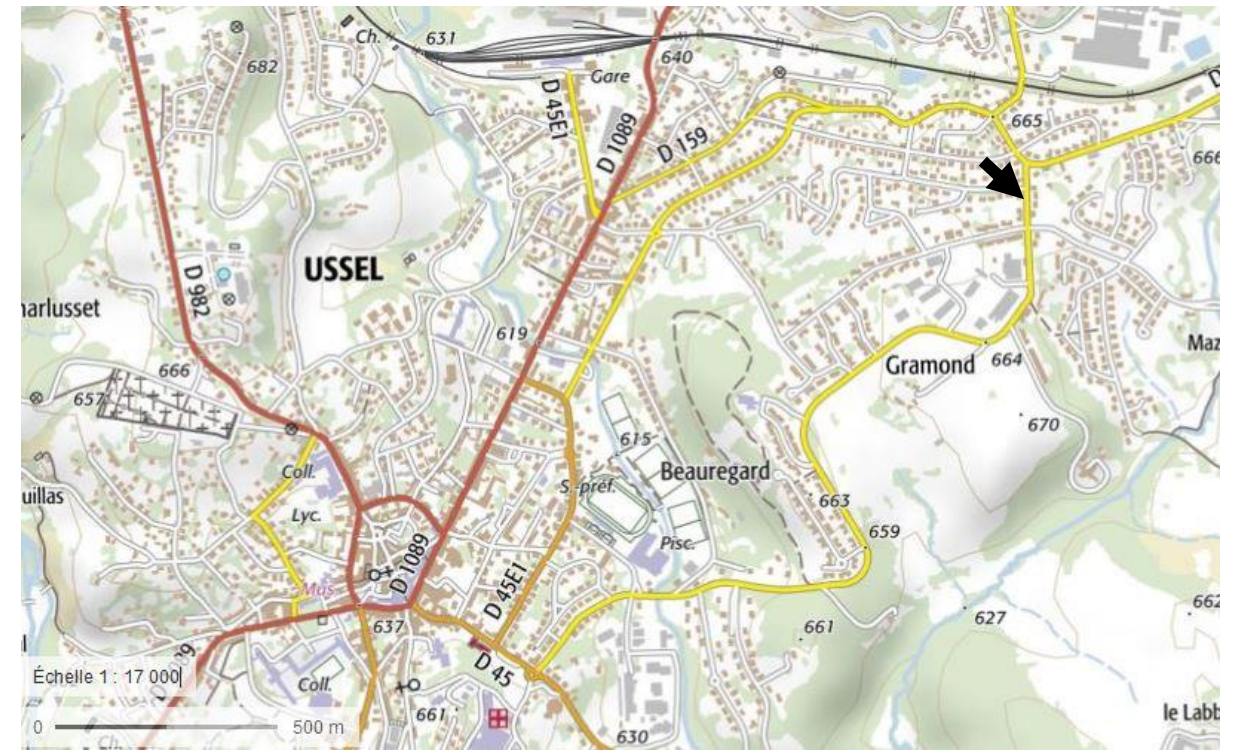 631
Ch.
682
640
Gare
D 45E1
D 1089
D 159
665
666
USSEL
D 982
harlusset
619
666
657
Gramond
664
Maz
670
615
Coll.
Beauregard
S.-préf.
uillas
Lyc.
663
659
Pisc.
D 1089
Mus
D 45E1
627
662
637
661
D 45
Échelle 1 : 17 000
Coll.
0
500 m
661
630
le Labb
Ch.